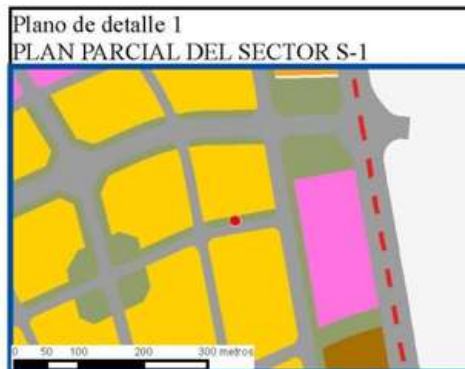 Plano de detalle 1
PLAN PARCIAL DEL SECTOR S-1
0 50 100 200 300 metros